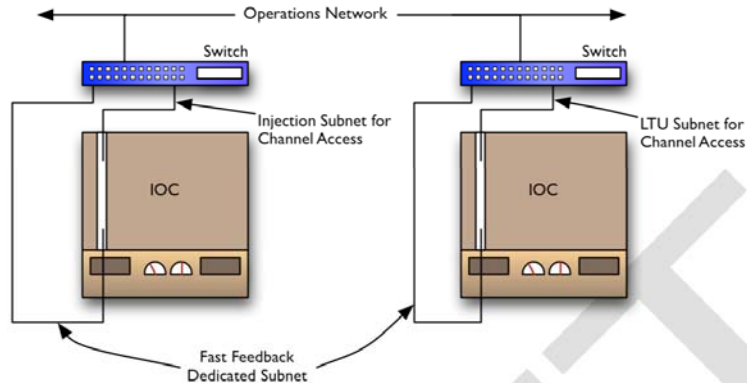 Operations Network
Switch
Switch
Injection Subnet for
Channel Access
LTU Subnet for
Channel Access
IOC
IOC
Fast Feedback
Dedicated Subnet